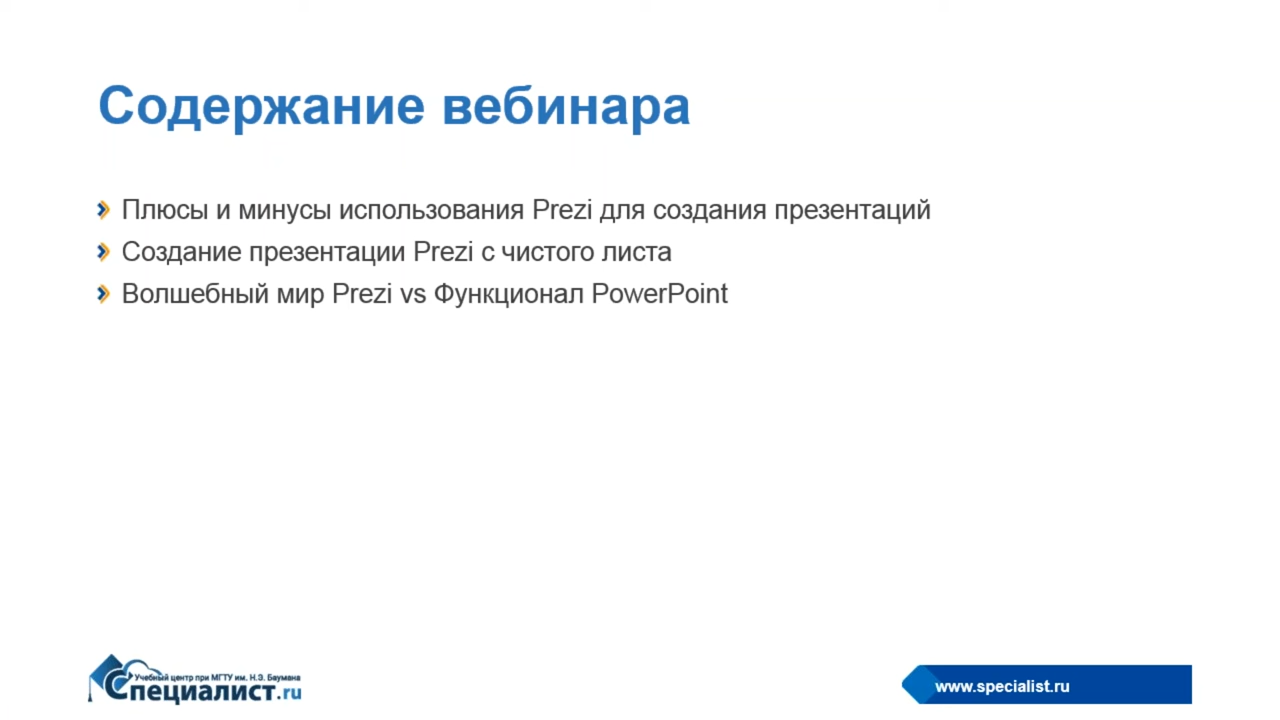 Содержание вебинара
Плюсы и минусы использования Prezi для создания презентаций
Создание презентации Prezi с чистого листа
Волшебный мир Prezi vs Функционал PowerPoint
Учебный центр при МГТУ им. Н.Э. Баумана
Специалист.ru
www.specialist.ru